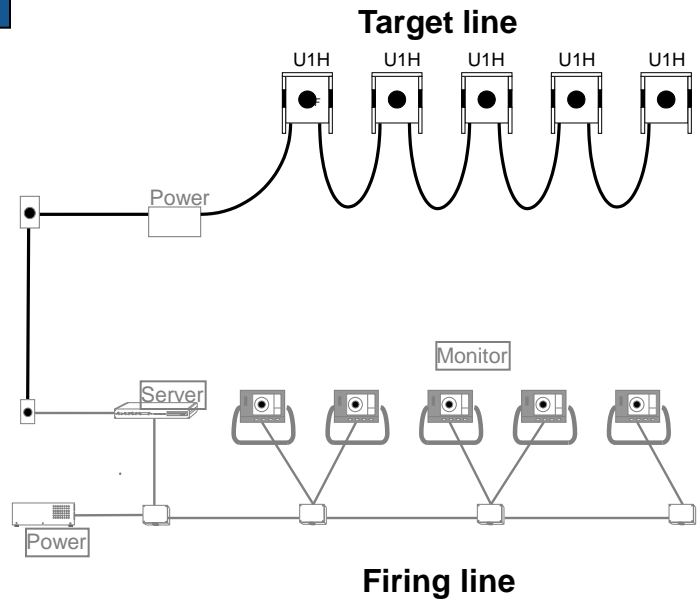 Target line
U1H U1H U1H U1H U1H
Power
Monitor
Server
Power
Firing line